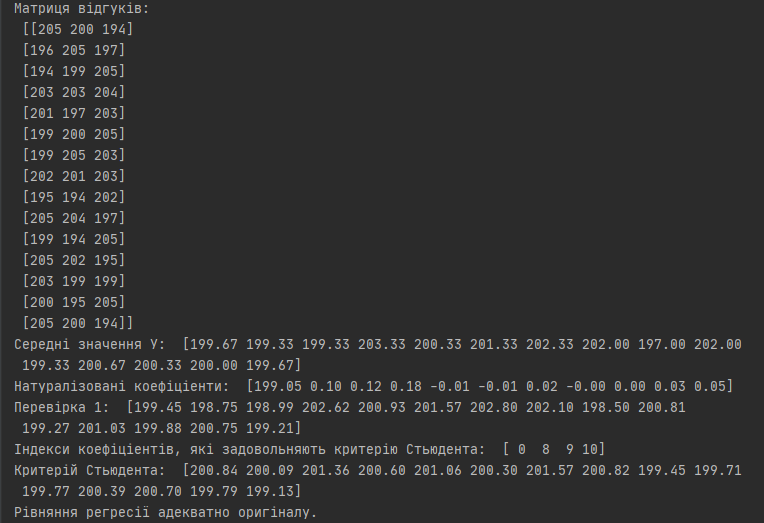 Матриця відгуків:
[[205 200 194]
[196 205 197]
[194 199 205]
[203 203 204]
[201 197 203]
[199 200 205]
[199 205 203]
[202 201 203]
[195 194 202]
[205 204 197]
[199 194 205]
[205 202 195]
[203 199 199]
[200 195 205]
[205 200 194]]
Середні значення Y:  [199.67 199.33 199.33 203.33 200.33 201.33 202.33 202.00 197.00 202.00
199.33 200.67 200.33 200.00 199.67]
Натуралізовані коефіціенти:  [199.05 0.10 0.12 0.18 -0.01 -0.01 0.02 -0.00 0.00 0.03 0.05]
Перевірка 1:  [199.45 198.75 198.99 202.62 200.93 201.57 202.80 202.10 198.50 200.81
199.27 201.03 199.88 200.75 199.21]
Індекси коефіціентів, які задовольняють критерію Стьюдента:  [ 0  8  9 10]
Критерій Стьюдента:  [200.84 200.09 201.36 200.60 201.06 200.30 201.57 200.82 199.45 199.71
199.77 200.39 200.70 199.79 199.13]
Рівняння регресії адекватно оригіналу.